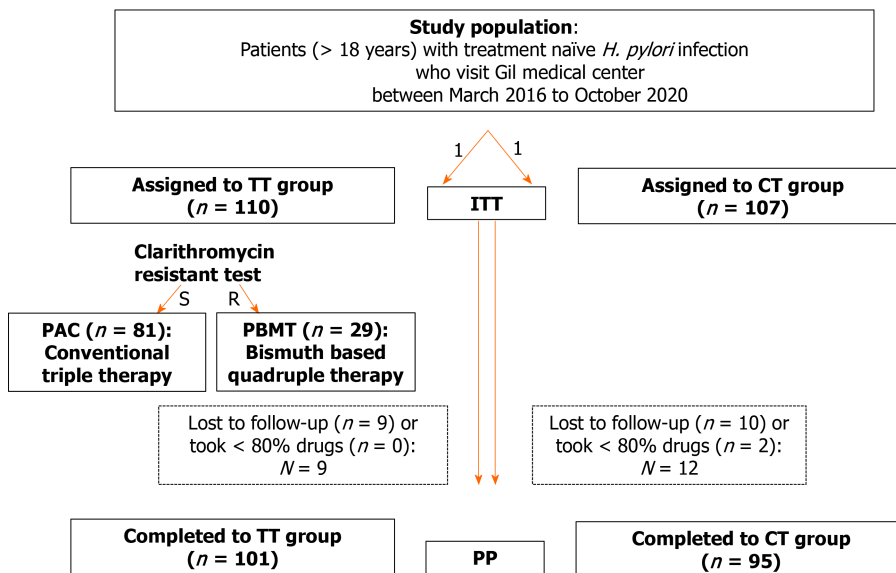 Study population:
Patients (> 18 years) with treatment naïve H. pylori infection
who visit Gil medical center
between March 2016 to October 2020
1
1
Assigned to TT group
(n = 110)
ITT
Assigned to CT group
(n = 107)
Clarithromycin
resistant test
S
R
PAC (n = 81):
Conventional
triple therapy
PBMT (n = 29):
Bismuth based
quadruple therapy
Lost to follow-up (n = 9) or
took < 80% drugs (n = 0):
N = 9
Lost to follow-up (n = 10) or
took < 80% drugs (n = 2):
N = 12
Completed to TT group
(n = 101)
PP
Completed to CT group
(n = 95)